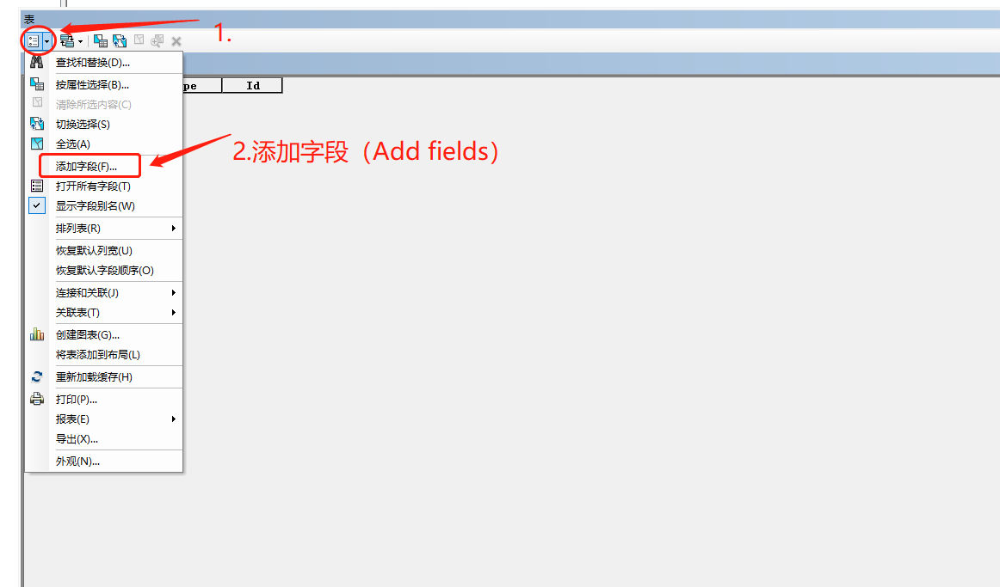 表
1.
查找和替换(D)...
按属性选择(B)...
pe Id
清除所选内容(C)
切换选择(S)
全选(A)
2.添加字段（Add fields）
添加字段(F)...
打开所有字段(T)
显示字段别名(W)
排列表(R)
恢复默认列宽(U)
恢复默认字段顺序(O)
连接和关联(J)
关联表(T)
创建图表(G)...
将表添加到布局(L)
重新加载缓存(H)
打印(P)...
报表(E)
导出(X)...
外观(N)...